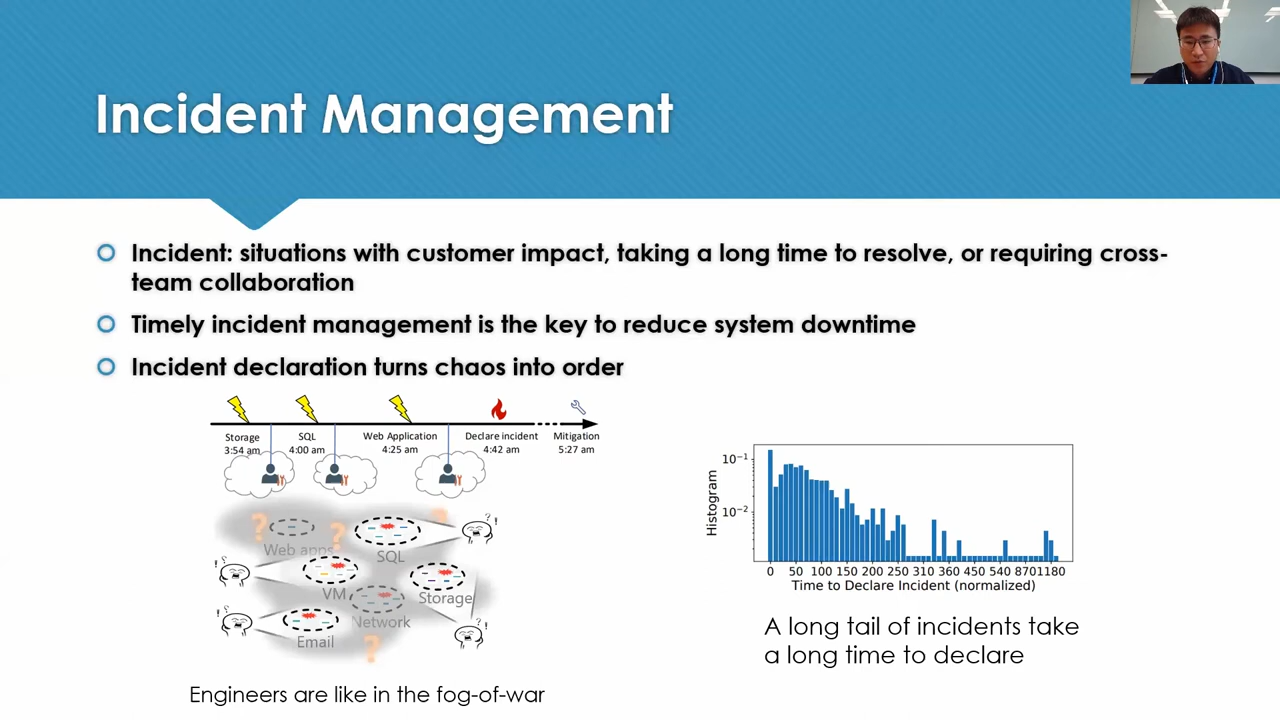 Incident Management
Incident: situations with customer impact, taking a long time to resolve, or requiring cross-
team collaboration
Timely incident management is the key to reduce system downtime
Incident declaration turns chaos into order
Storage
3:54 am
SQL
4:00 am
Web Application
4:25 am
Declare incident
4:42 am
Mitigation
5:27 am
? ? ?
Web apps
SQL
VM
Storage
Network
Email
?
Engineers are like in the fog-of-war
Histogram
10⁻¹
10⁻²
0 50 100 150 200 250 310 360 450 540 870 1180
Time to Declare Incident (normalized)
A long tail of incidents take
a long time to declare